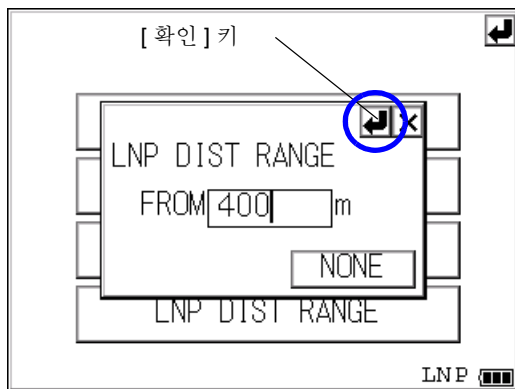 [ 확인 ] 키
LNP DIST RANGE
FROM 400 m
NONE
LNP DIST RANGE
LNP